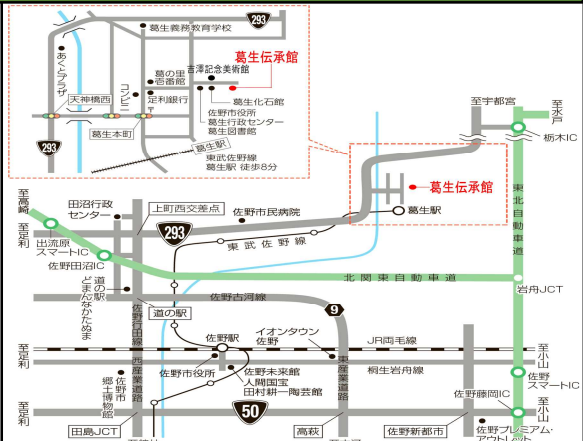 293
葛生義務教育学校
あくとプラザ
天神橋西
コンビニ
葛の里
壱番館
足利銀行
〒
葛生本町
吉澤記念美術館
葛生伝承館
葛生化石館
佐野市役所
葛生行政センター
葛生図書館
葛生駅
東武佐野線
葛生駅 徒歩8分
293
至宇都宮
至水戸
栃木IC
葛生伝承館
葛生駅
東北自動車道
至高崎
至足利
田沼行政
センター
上町西交差点
佐野市民病院
293
東武佐野線
出流原
スマートIC
佐野田沼IC
北関東自動車道
岩舟JCT
道の駅
どまんなかたぬま
道の駅
佐野行田線
西産業道路
佐野古河線
9
佐野駅
イオンタウン
佐野
JR両毛線
至足利
至小山
桐生岩舟線
佐野市役所
佐野未来館
人間国宝
田村耕一陶芸館
東産業道路
佐野
スマートIC
佐野市
郷土博物館
50
佐野藤岡IC
至足利
至小山
田島JCT
高萩
佐野新都市
佐野プレミアム・
アウトレット